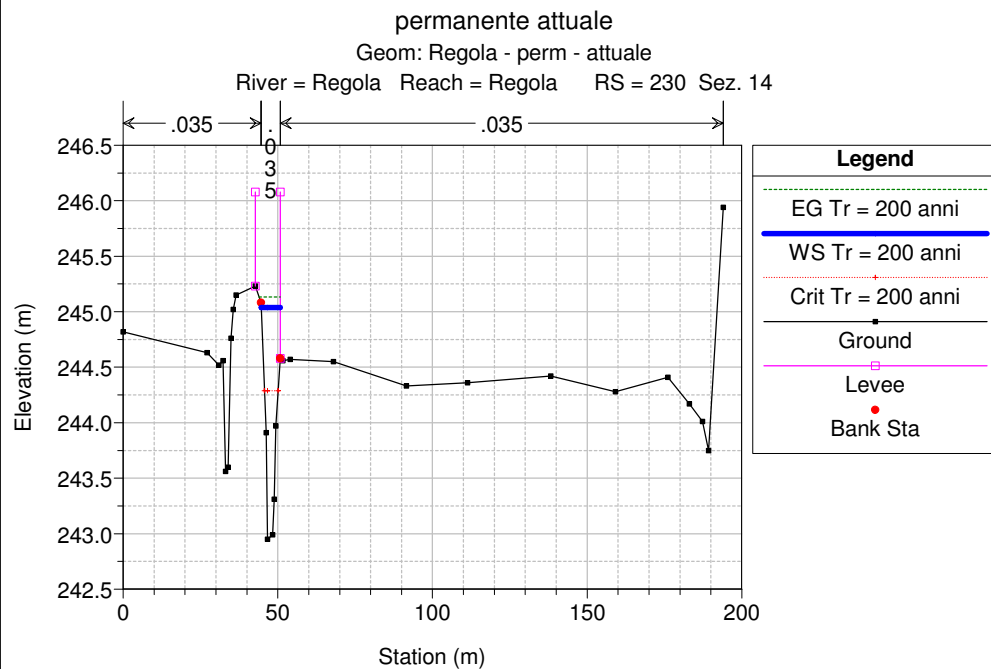 permanente attuale
Geom: Regola - perm - attuale
River = Regola   Reach = Regola      RS = 230  Sez. 14
.035
.035
.035
246.5
246.0
245.5
245.0
244.5
244.0
243.5
243.0
242.5
0
50
100
150
200
Station (m)
Elevation (m)
Legend
EG Tr = 200 anni
WS Tr = 200 anni
Crit Tr = 200 anni
Ground
Levee
Bank Sta